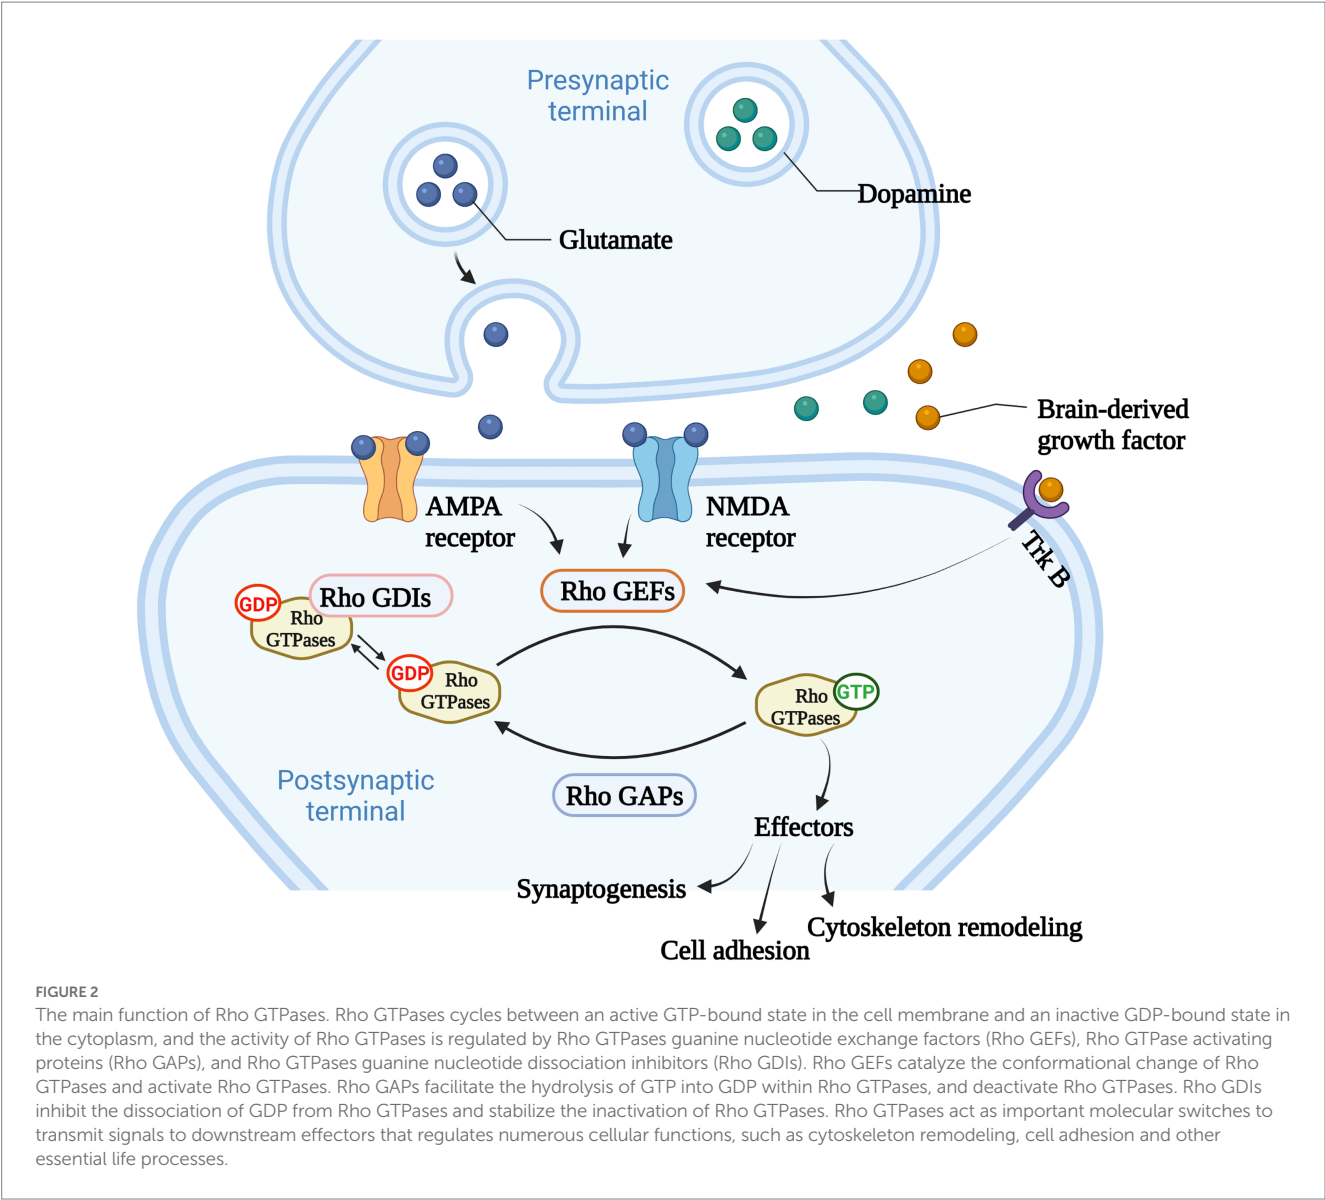 Presynaptic
terminal
Dopamine
Glutamate
Brain-derived
growth factor
AMPA
receptor
NMDA
receptor
Trk B
Rho GDIs
Rho GEFs
GDP
Rho
GTPases
GDP
Rho
GTPases
Rho
GTPases
GTP
Postsynaptic
terminal
Rho GAPs
Effectors
Synaptogenesis
Cytoskeleton remodeling
Cell adhesion
FIGURE 2
The main function of Rho GTPases. Rho GTPases cycles between an active GTP-bound state in the cell membrane and an inactive GDP-bound state in
the cytoplasm, and the activity of Rho GTPases is regulated by Rho GTPases guanine nucleotide exchange factors (Rho GEFs), Rho GTPase activating
proteins (Rho GAPs), and Rho GTPases guanine nucleotide dissociation inhibitors (Rho GDIs). Rho GEFs catalyze the conformational change of Rho
GTPases and activate Rho GTPases. Rho GAPs facilitate the hydrolysis of GTP into GDP within Rho GTPases, and deactivate Rho GTPases. Rho GDIs
inhibit the dissociation of GDP from Rho GTPases and stabilize the inactivation of Rho GTPases. Rho GTPases act as important molecular switches to
transmit signals to downstream effectors that regulates numerous cellular functions, such as cytoskeleton remodeling, cell adhesion and other
essential life processes.